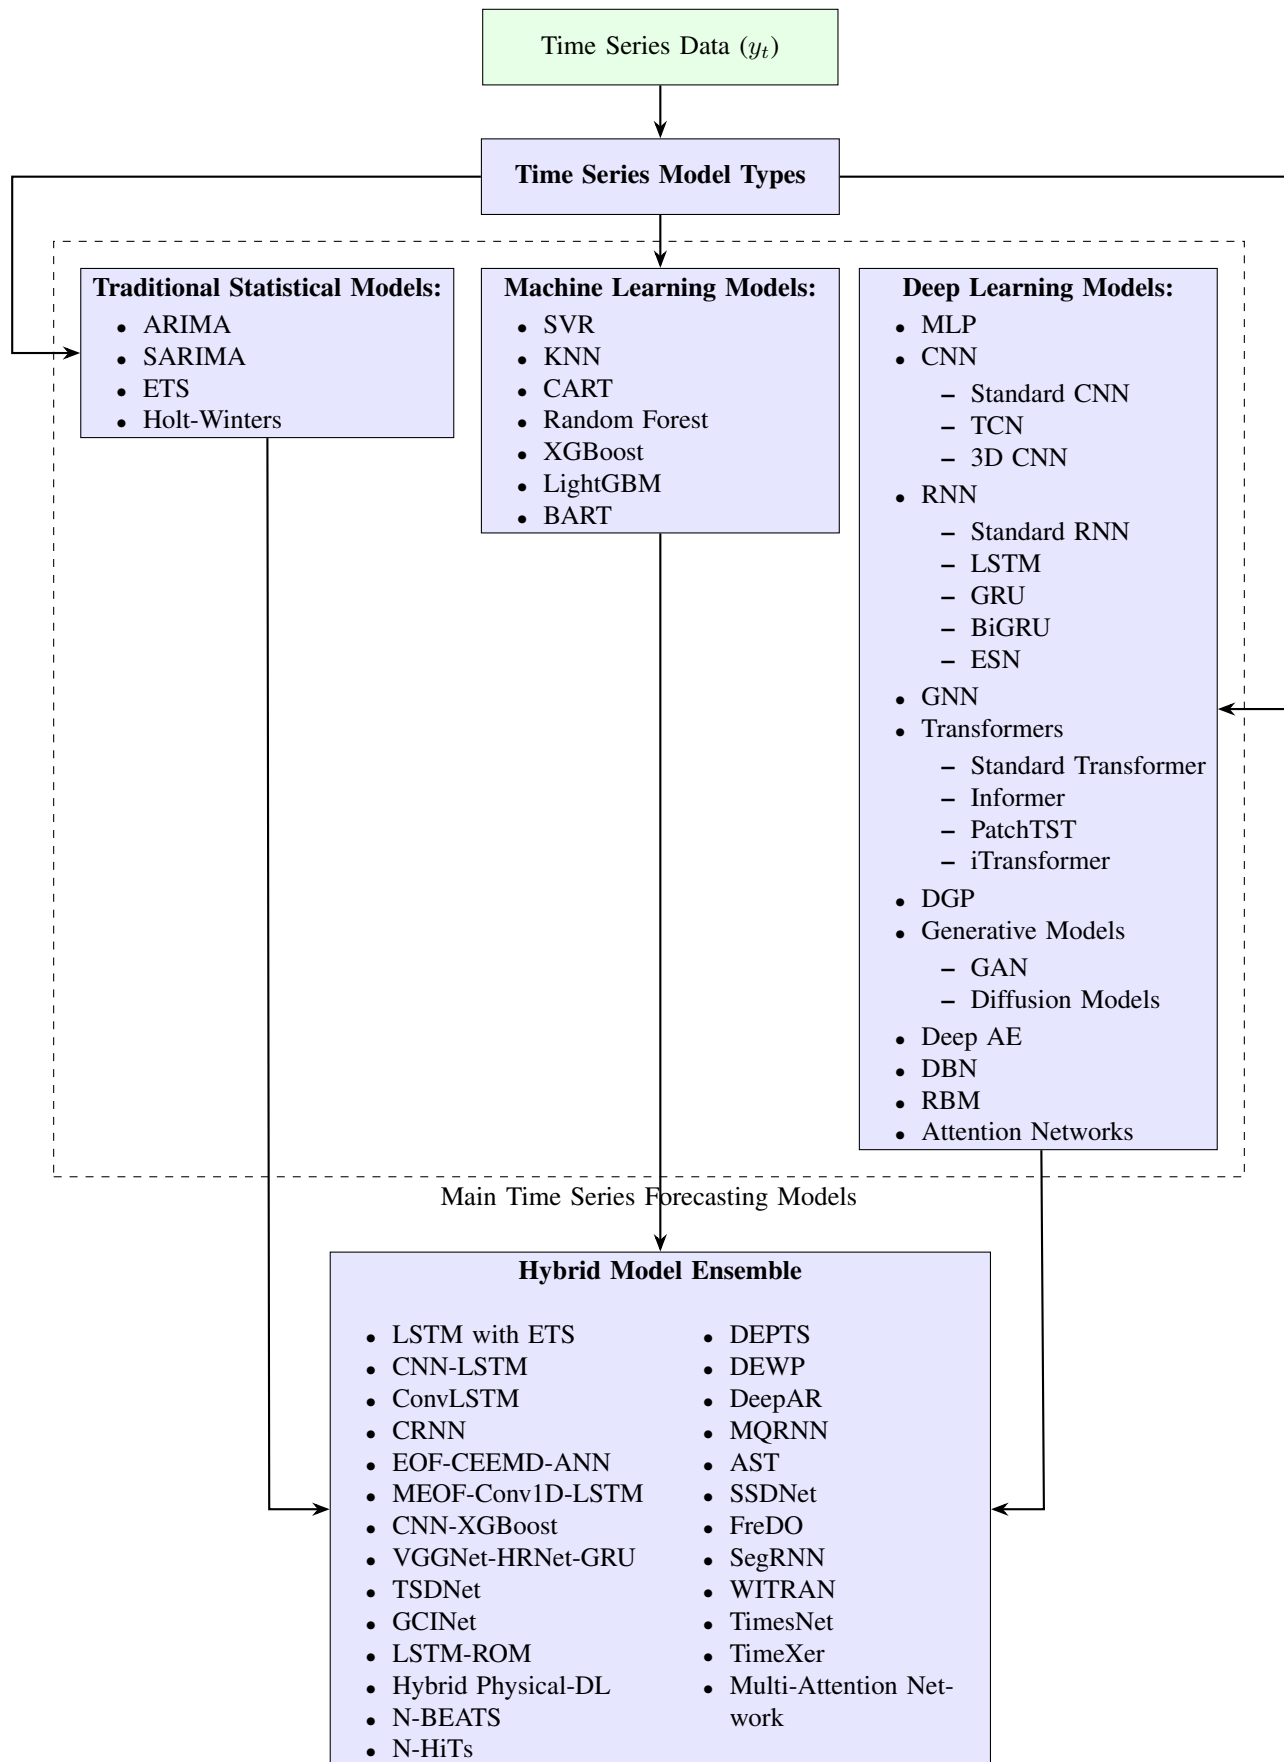 Time Series Data (y_t)
Time Series Model Types
Traditional Statistical Models:
• ARIMA
• SARIMA
• ETS
• Holt-Winters
Machine Learning Models:
• SVR
• KNN
• CART
• Random Forest
• XGBoost
• LightGBM
• BART
Deep Learning Models:
• MLP
• CNN
– Standard CNN
– TCN
– 3D CNN
• RNN
– Standard RNN
– LSTM
– GRU
– BiGRU
– ESN
• GNN
• Transformers
– Standard Transformer
– Informer
– PatchTST
– iTransformer
• DGP
• Generative Models
– GAN
– Diffusion Models
• Deep AE
• DBN
• RBM
• Attention Networks
Main Time Series Forecasting Models
Hybrid Model Ensemble
• LSTM with ETS
• CNN-LSTM
• ConvLSTM
• CRNN
• EOF-CEEMD-ANN
• MEOF-Conv1D-LSTM
• CNN-XGBoost
• VGGNet-HRNet-GRU
• TSDNet
• GCINet
• LSTM-ROM
• Hybrid Physical-DL
• N-BEATS
• N-HiTs
• DEPTS
• DEWP
• DeepAR
• MQRNN
• AST
• SSDNet
• FreDO
• SegRNN
• WITRAN
• TimesNet
• TimeXer
• Multi-Attention Net-
work